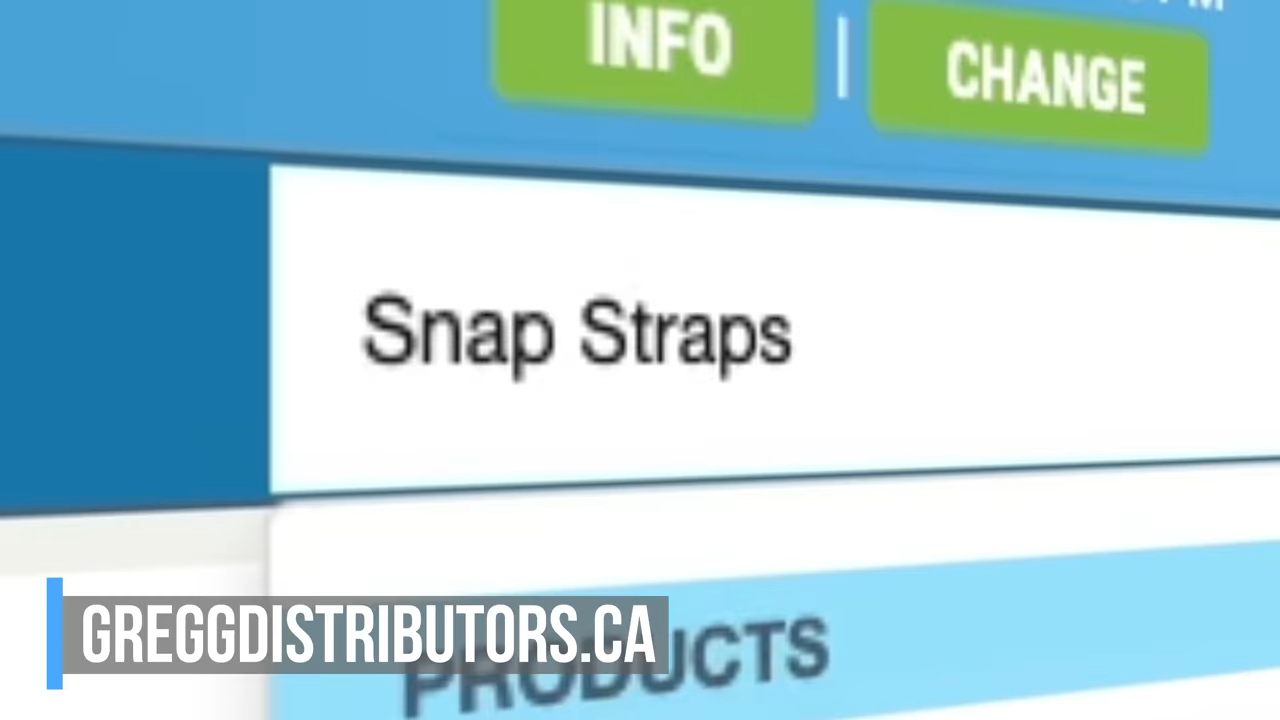 INFO | CHANGE
Snap Straps
PRODUCTS
GREGGDISTRIBUTORS.CA